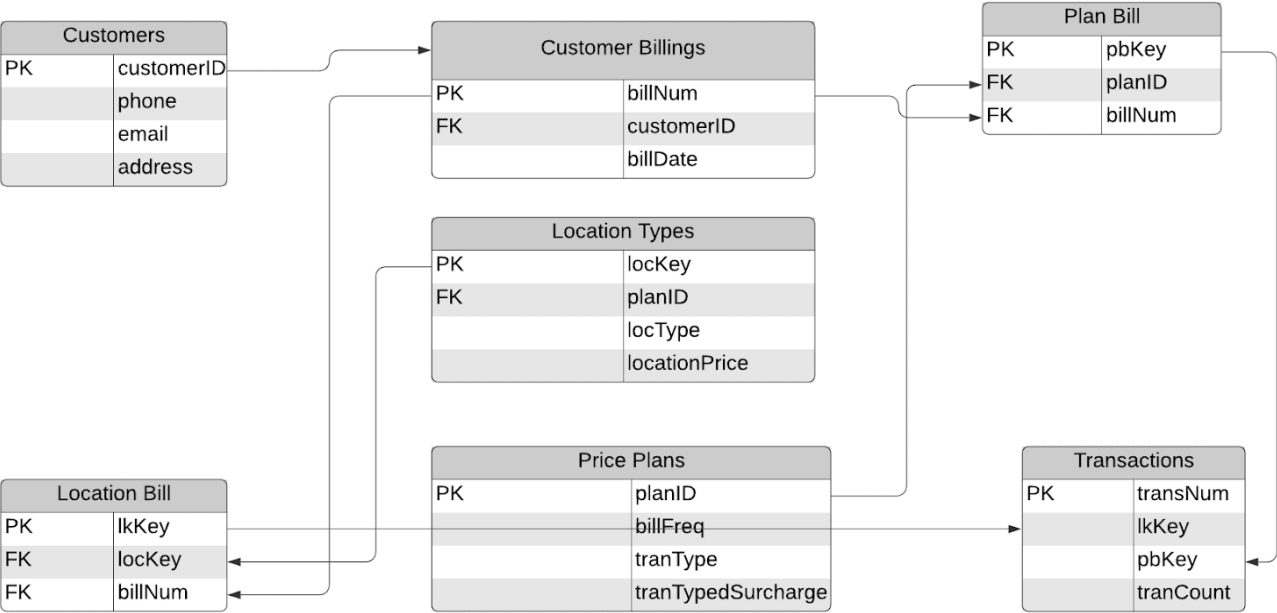 Customers
PK customerID
phone
email
address
Customer Billings
PK billNum
FK customerID
billDate
Plan Bill
PK pbKey
FK planID
FK billNum
Location Types
PK locKey
FK planID
locType
locationPrice
Location Bill
PK lkKey
FK locKey
FK billNum
Price Plans
PK planID
billFreq
tranType
tranTypedSurcharge
Transactions
PK transNum
lkKey
pbKey
tranCount